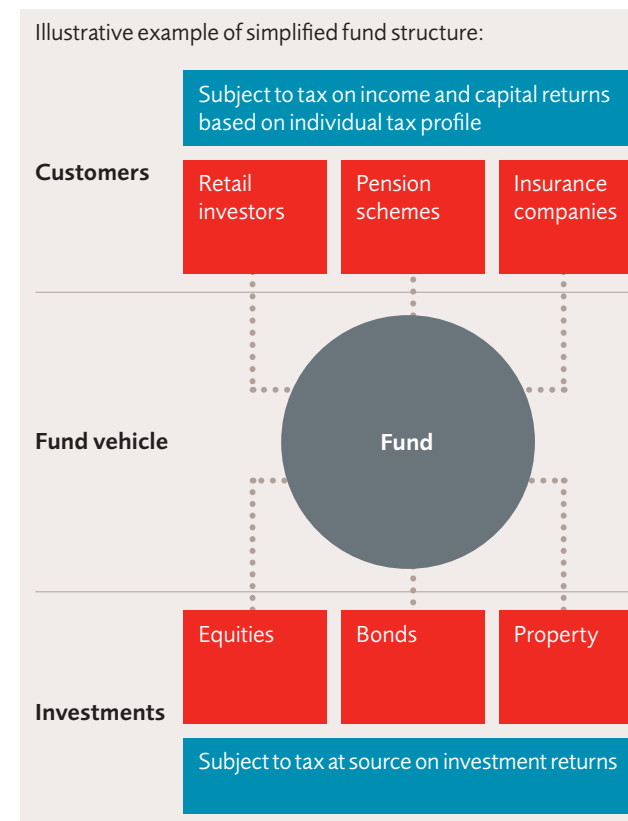 Illustrative example of simplified fund structure:
Subject to tax on income and capital returns
based on individual tax profile
Customers
Retail
investors
Pension
schemes
Insurance
companies
Fund vehicle
Fund
Equities
Bonds
Property
Investments
Subject to tax at source on investment returns